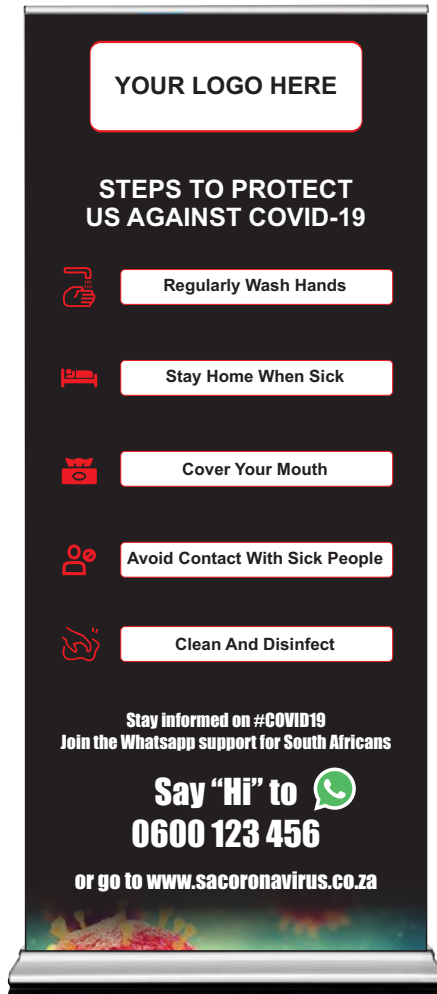 YOUR LOGO HERE
STEPS TO PROTECT
US AGAINST COVID-19
Regularly Wash Hands
Stay Home When Sick
Cover Your Mouth
Avoid Contact With Sick People
Clean And Disinfect
Stay informed on #COVID19
Join the Whatsapp support for South Africans
Say “Hi” to
0600 123 456
or go to www.sacoronavirus.co.za